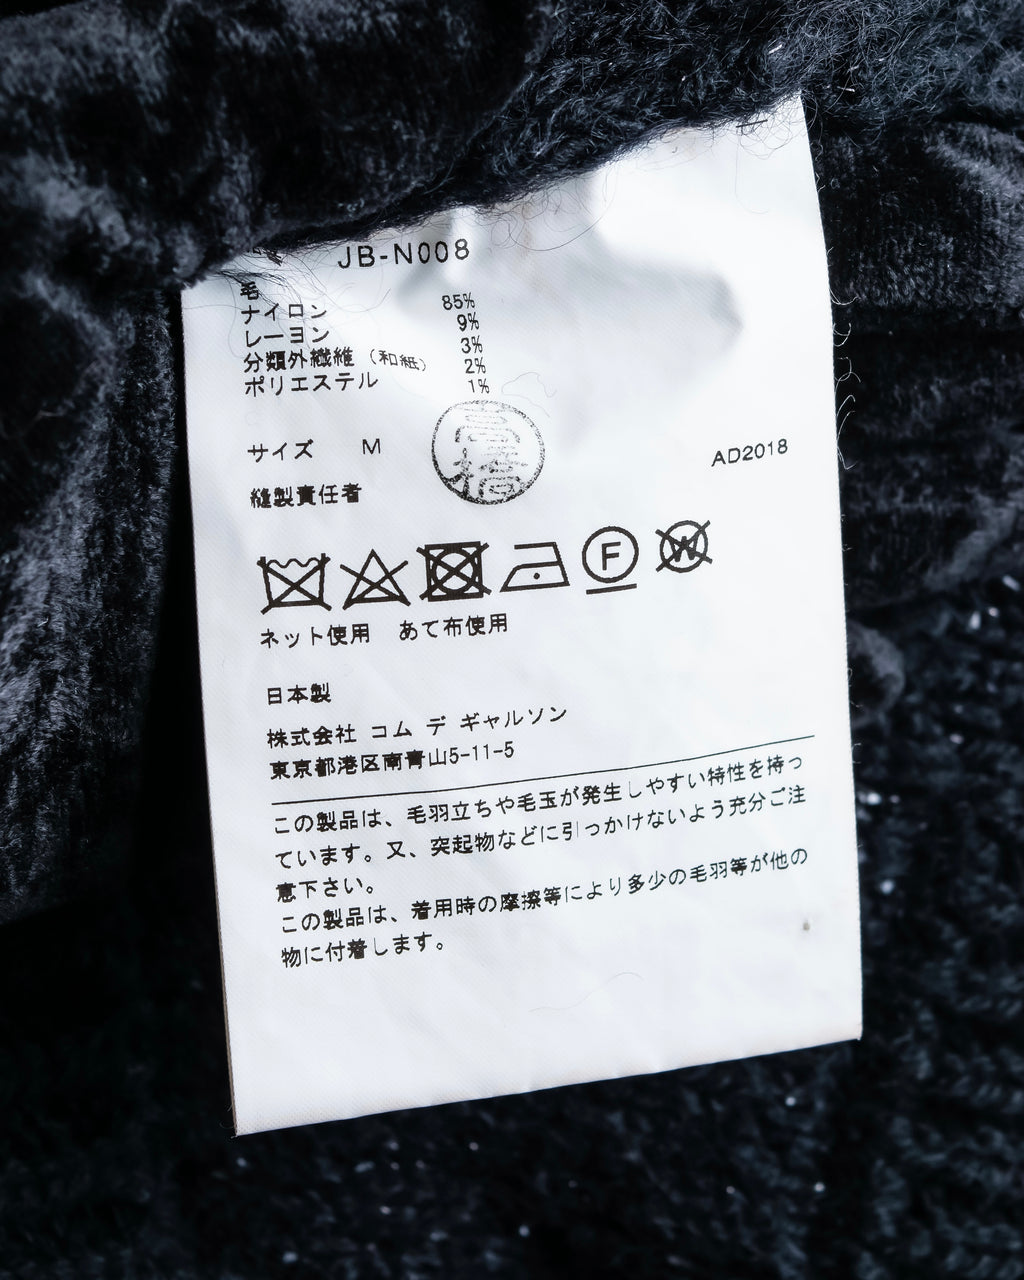 JB-N008
毛 85%
ナイロン 9%
レーヨン 3%
分類外繊維 (和紙) 2%
ポリエステル 1%
サイズ M
高橋
AD2018
縫製責任者
F
W
ネット使用 あて布使用
日本製
株式会社 コム デ ギャルソン
東京都港区南青山5-11-5
この製品は、毛羽立ちや毛玉が発生しやすい特性を持っ
ています。又、突起物などに引っかけないよう充分ご注
意下さい。
この製品は、着用時の摩擦等により多少の毛羽等が他の
物に付着します。